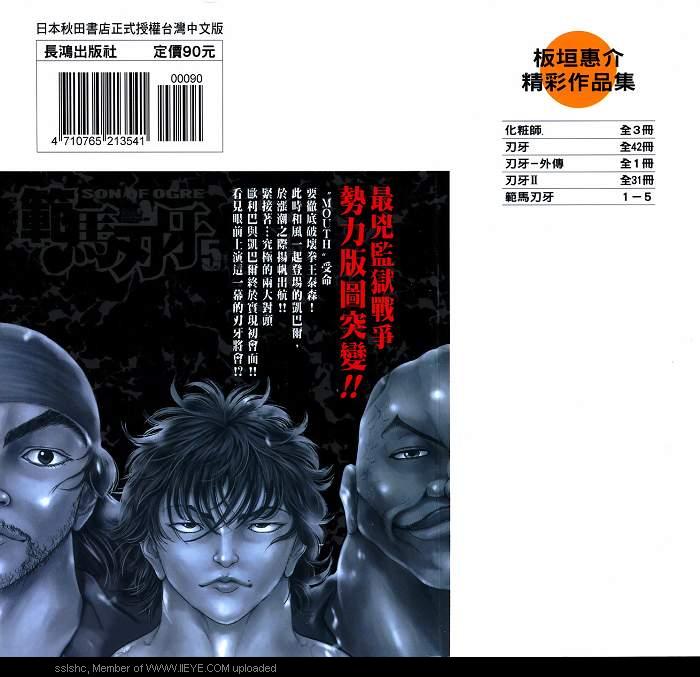 日本秋田書店正式授權台灣中文版
長鴻出版社 定價90元
00090
4 710765 213541
板垣惠介
精彩作品集
化粧師. 全3冊
刃牙 全42冊
刃牙-外傳 全1冊
刃牙II 全31冊
範馬刃牙 1-5
SON OF OGRE
範馬刃牙5
最兇監獄戰爭
勢力版圖突變!!
"MOUTH"受命
要徹底破壞拳王泰森!
此時和風一起登場的凱巴爾,
於漲潮之際揚帆出航!!
緊接著…究極的兩大對頭
歐利巴與凱巴爾終於實現初會面!!
看見眼前上演這一幕的刃牙將會!?
sslshc, Member of WWW.IIEYE.COM uploaded